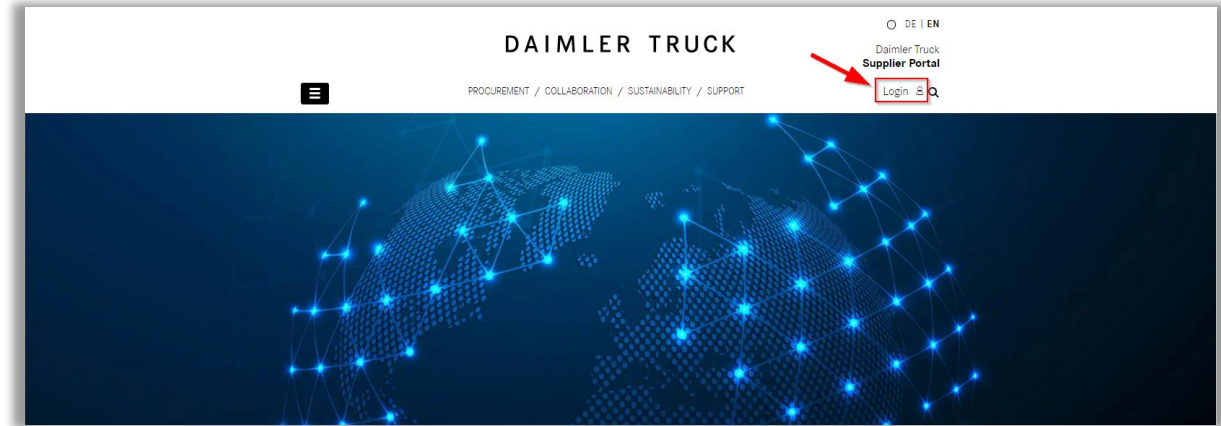 DE | EN
DAIMLER TRUCK
Daimler Truck
Supplier Portal
PROCUREMENT / COLLABORATION / SUSTAINABILITY / SUPPORT
Login